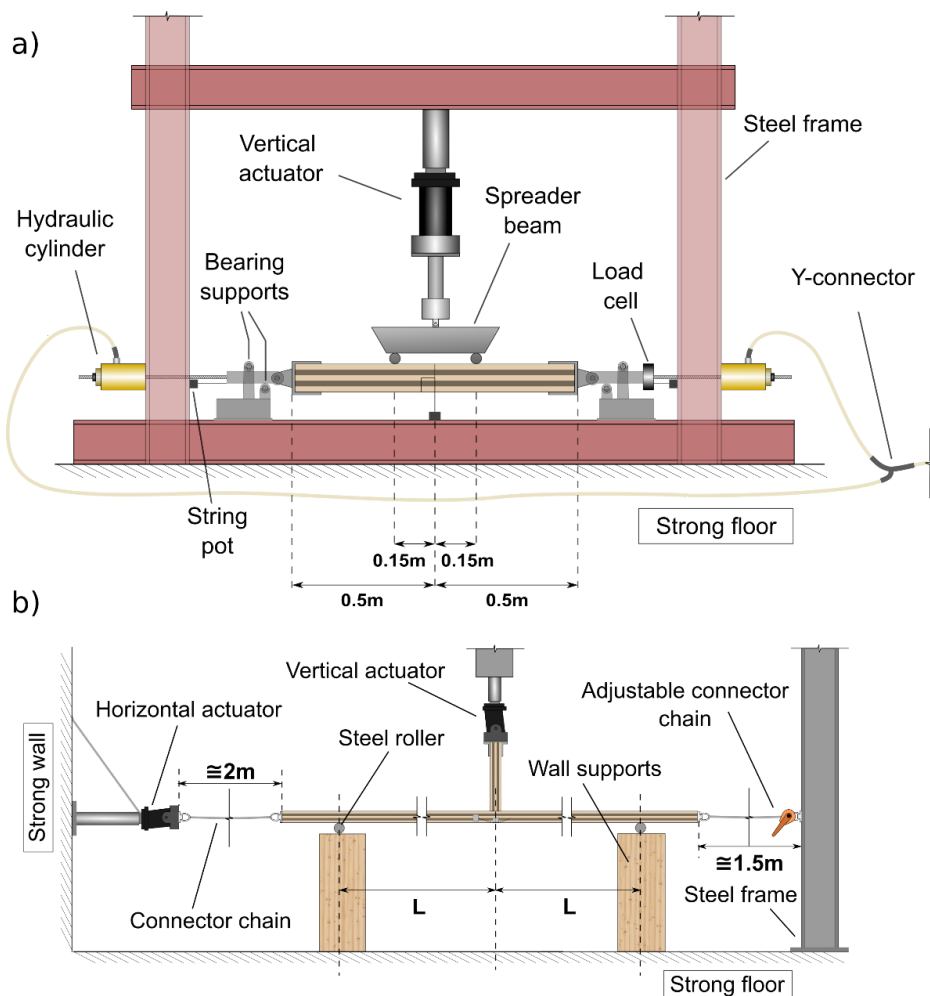 a)
Vertical
actuator
Steel frame
Spreader
beam
Hydraulic
cylinder
Bearing
supports
Load
cell
Y-connector
String
pot
Strong floor
0.15m 0.15m
0.5m 0.5m
b)
Vertical actuator
Adjustable connector
chain
Horizontal actuator
Steel roller
Strong wall
≅2m
Wall supports
≅1.5m
L L
Connector chain
Steel frame
Strong floor